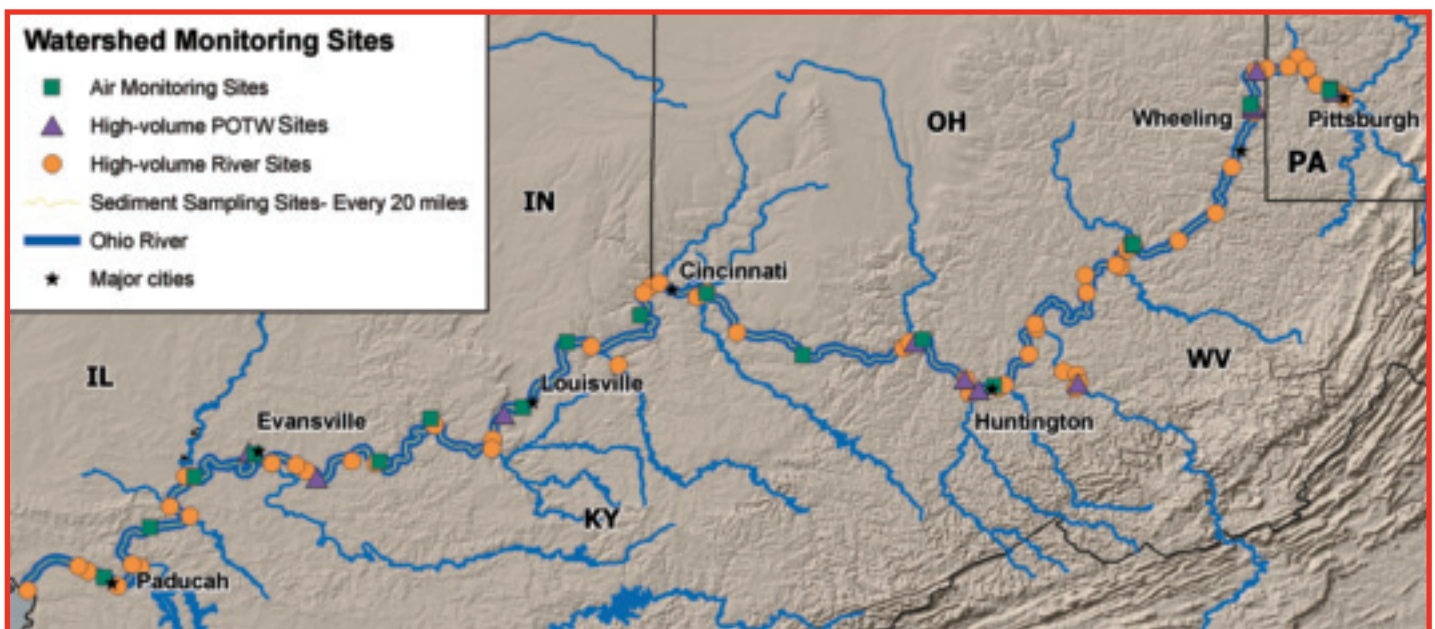 Watershed Monitoring Sites
Air Monitoring Sites
High-volume POTW Sites
High-volume River Sites
Sediment Sampling Sites- Every 20 miles
Ohio River
Major cities
OH
Wheeling
Pittsburgh
PA
IN
Cincinnati
WV
IL
Louisville
Evansville
Huntington
KY
Paducah